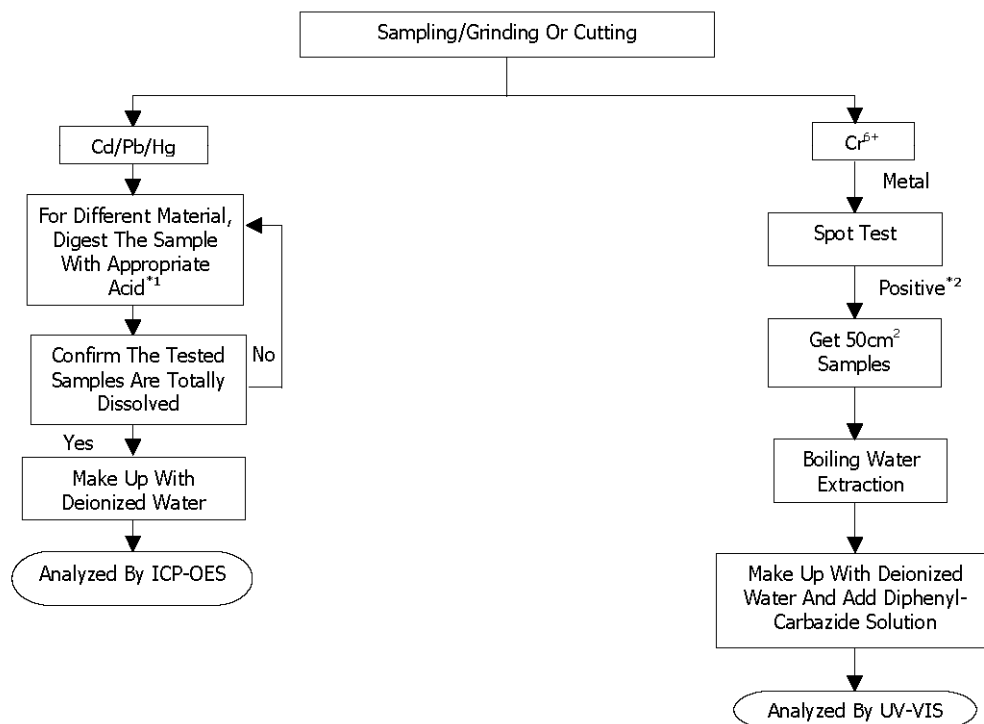 Sampling/Grinding Or Cutting
Cd/Pb/Hg
For Different Material,
Digest The Sample
With Appropriate
Acid*1
Confirm The Tested
Samples Are Totally
Dissolved
No
Yes
Make Up With
Deionized Water
Analyzed By ICP-OES
Cr6+
Metal
Spot Test
Positive*2
Get 50cm2
Samples
Boiling Water
Extraction
Make Up With Deionized
Water And Add Diphenyl-
Carbazide Solution
Analyzed By UV-VIS